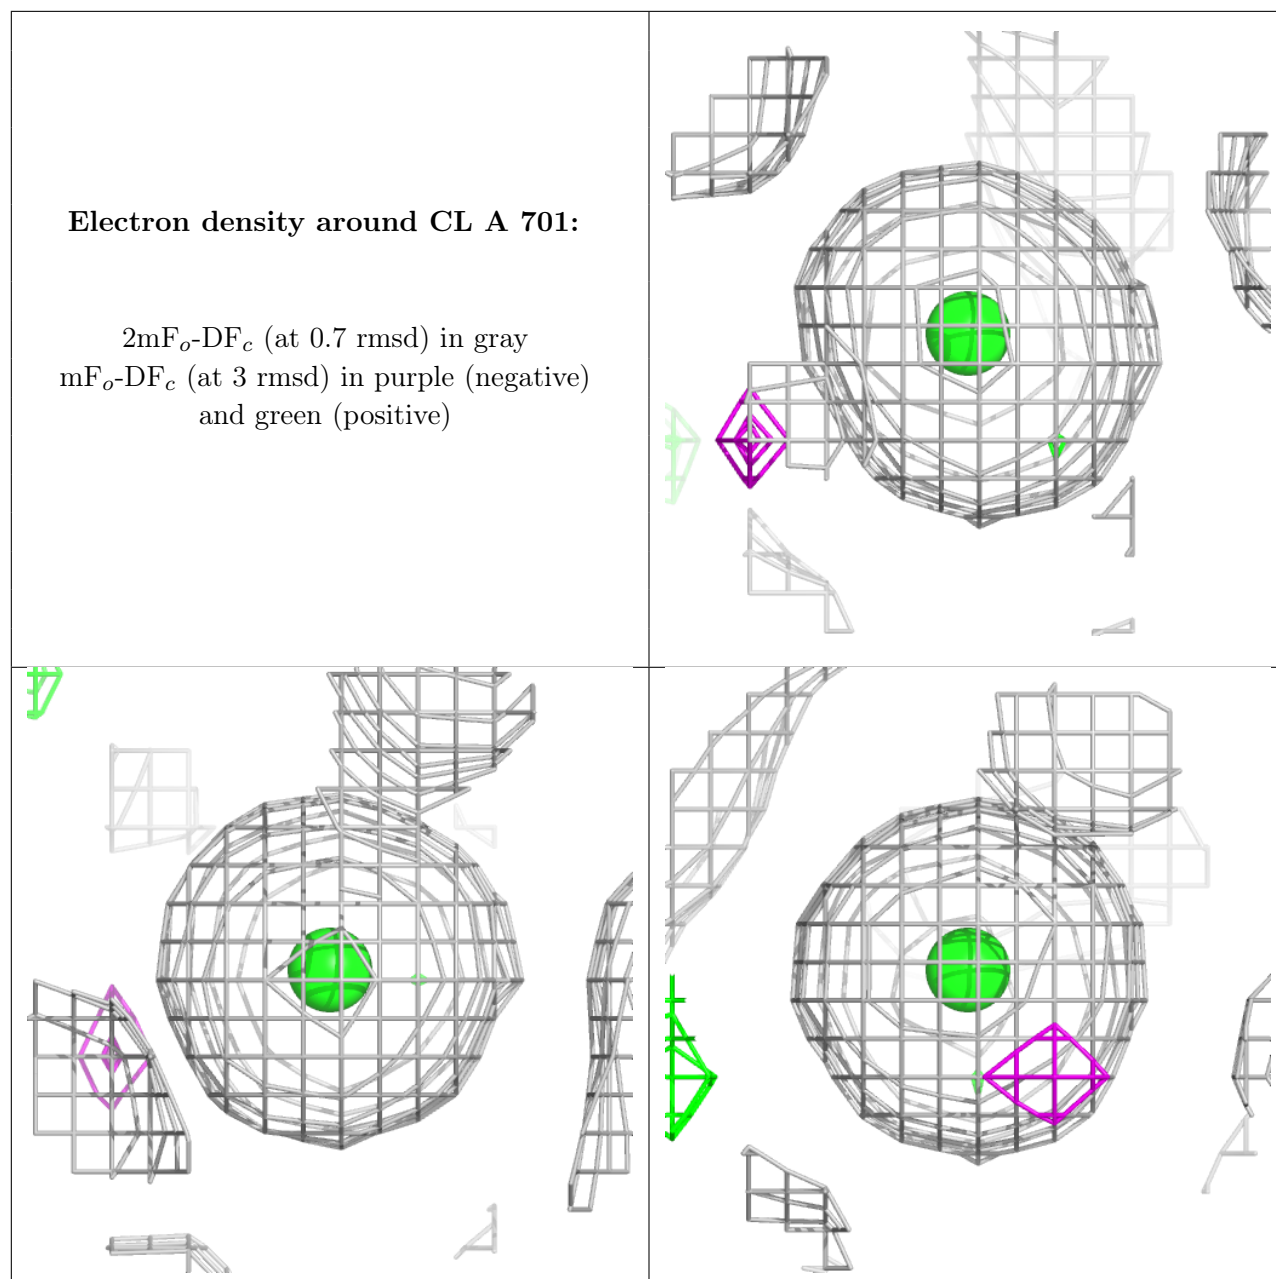 Electron density around CL A 701:
2mFₒ-DF𝒸 (at 0.7 rmsd) in gray
mFₒ-DF𝒸 (at 3 rmsd) in purple (negative)
and green (positive)